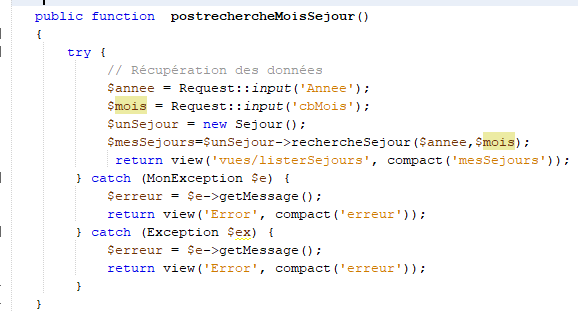 public function  postrechercheMoisSejour()
{
try {
// Récupération des données
$annee = Request::input('Annee');
$mois = Request::input('cbMois');
$unSejour = new Sejour();
$mesSejours=$unSejour->rechercheSejour($annee,$mois);
return view('vues/listerSejours', compact('mesSejours'));
} catch (MonException $e) {
$erreur = $e->getMessage();
return view('Error', compact('erreur'));
} catch (Exception $ex) {
$erreur = $e->getMessage();
return view('Error', compact('erreur'));
}
}